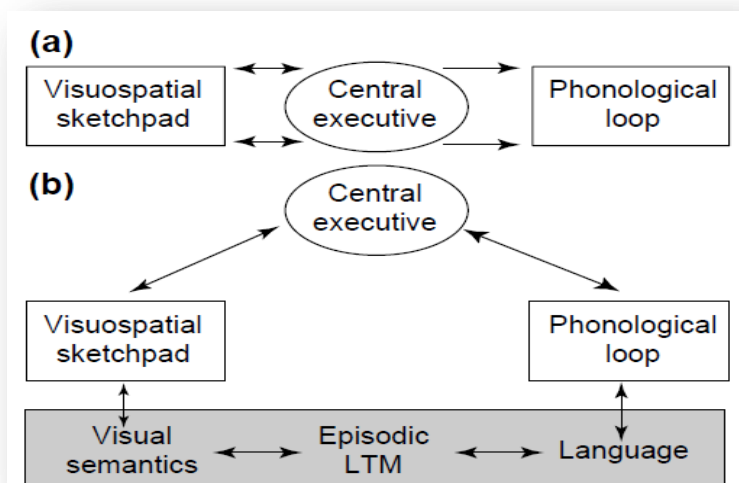 (a)
Visuospatial
sketchpad
Central
executive
Phonological
loop
(b)
Central
executive
Visuospatial
sketchpad
Phonological
loop
Visual
semantics
Episodic
LTM
Language